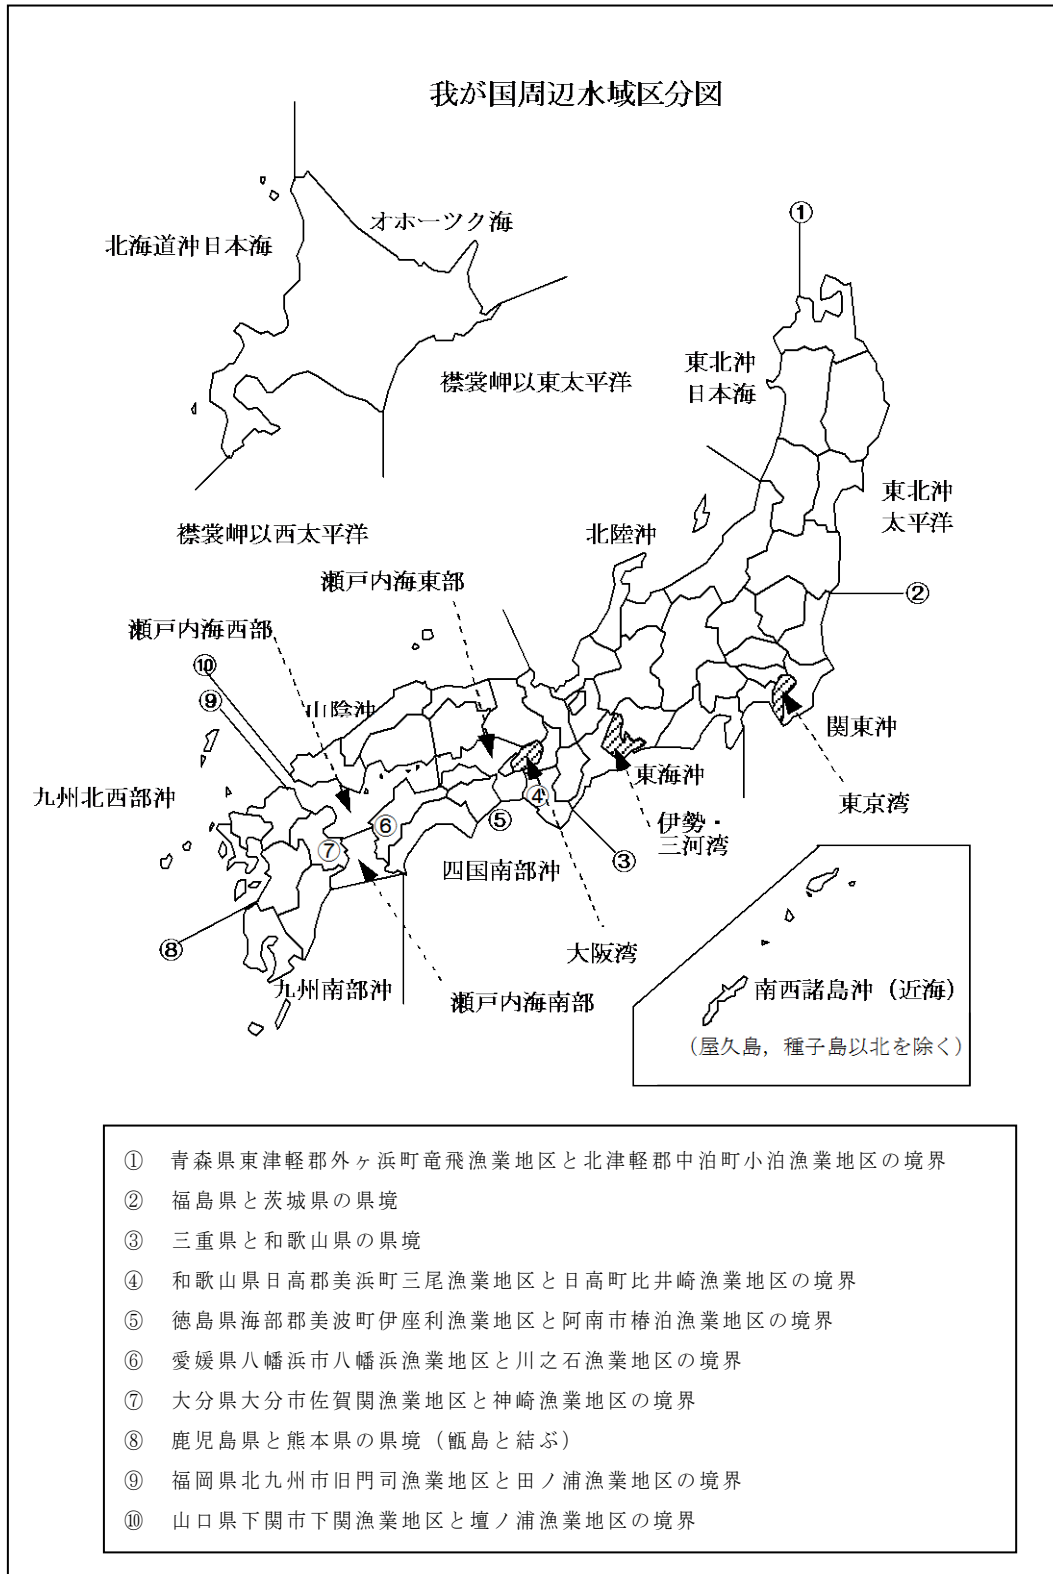 我が国周辺水域区分図
オホーツク海
北海道沖日本海
①
東北沖
日本海
襟裳岬以東太平洋
東北沖
太平洋
襟裳岬以西太平洋
北陸沖
瀬戸内海東部
②
瀬戸内海西部
⑩
⑨
山陰沖
関東沖
東海沖
九州北西部沖
④
東京湾
⑤
⑥
伊勢・
三河湾
⑦
③
四国南部沖
⑧
大阪湾
九州南部沖
瀬戸内海南部
南西諸島沖（近海）
（屋久島，種子島以北を除く）
① 青森県東津軽郡外ヶ浜町竜飛漁業地区と北津軽郡中泊町小泊漁業地区の境界
② 福島県と茨城県の県境
③ 三重県と和歌山県の県境
④ 和歌山県日高郡美浜町三尾漁業地区と日高町比井崎漁業地区の境界
⑤ 徳島県海部郡美波町伊座利漁業地区と阿南市椿泊漁業地区の境界
⑥ 愛媛県八幡浜市八幡浜漁業地区と川之石漁業地区の境界
⑦ 大分県大分市佐賀関漁業地区と神崎漁業地区の境界
⑧ 鹿児島県と熊本県の県境（甑島と結ぶ）
⑨ 福岡県北九州市旧門司漁業地区と田ノ浦漁業地区の境界
⑩ 山口県下関市下関漁業地区と壇ノ浦漁業地区の境界